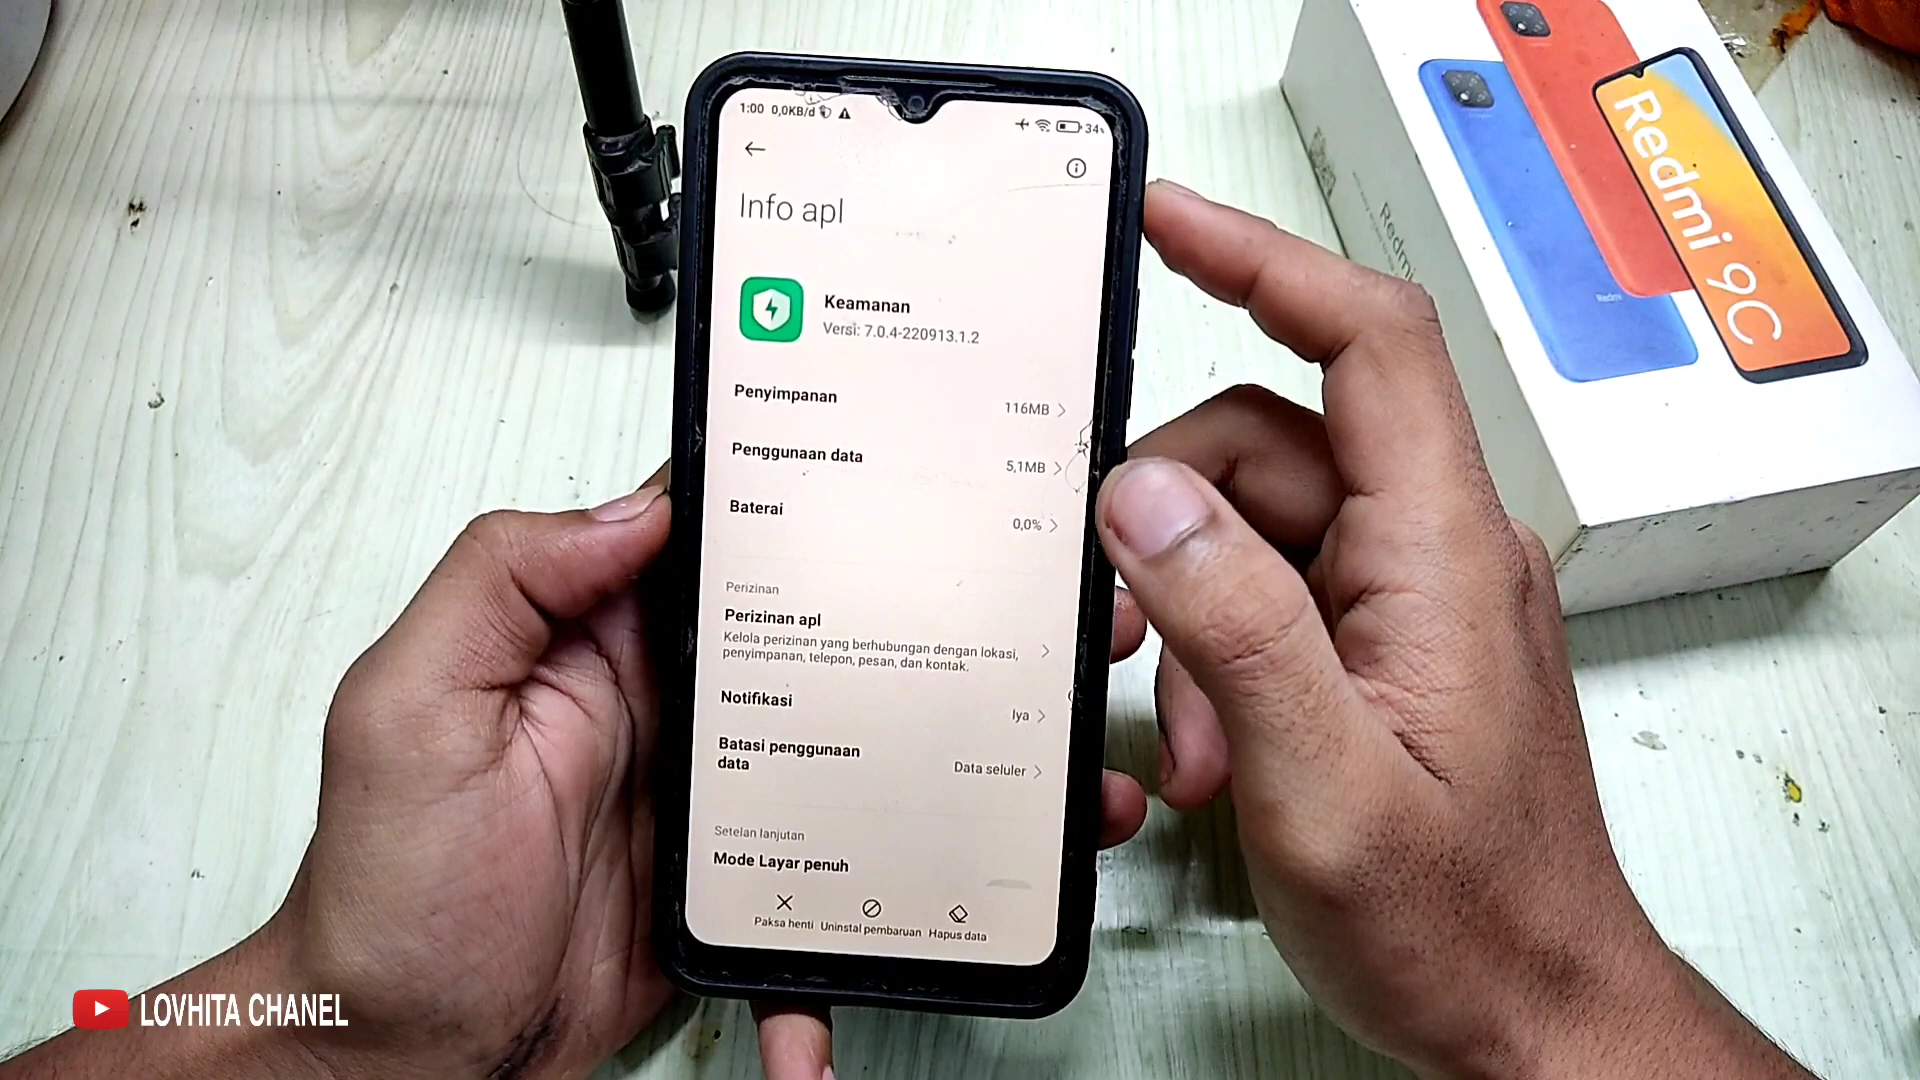 1:00 0,0KB/d
34%
Info apl
Keamanan
Versi: 7.0.4-220913.1.2
Penyimpanan
116MB
Penggunaan data
5,1MB
Baterai
0,0%
Perizinan
Perizinan apl
Kelola perizinan yang berhubungan dengan lokasi,
penyimpanan, telepon, pesan, dan kontak.
Notifikasi
Iya
Batasi penggunaan
data
Data seluler
Setelan lanjutan
Mode Layar penuh
Paksa henti
Uninstal pembaruan
Hapus data
Redmi 9C
Redmi
Redmi
LOVHITA CHANEL